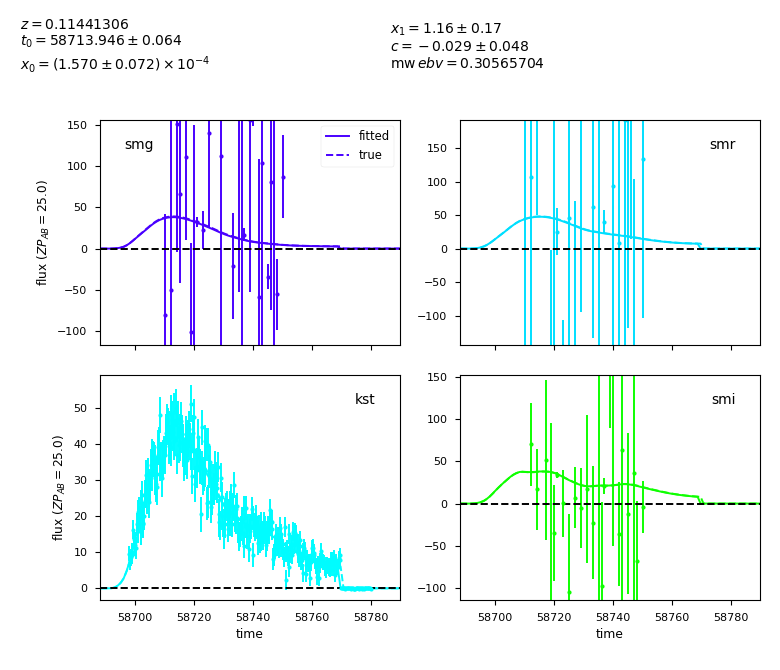 z = 0.11441306
t₀ = 58713.946 ± 0.064
x₀ = (1.570 ± 0.072) × 10⁻⁴
x₁ = 1.16 ± 0.17
c = −0.029 ± 0.048
mw ebv = 0.30565704
smg
fitted
true
150
100
50
0
−50
−100
flux (ZP_AB = 25.0)
smr
150
100
50
0
−50
−100
kst
50
40
30
20
10
0
flux (ZP_AB = 25.0)
58700 58720 58740 58760 58780
time
smi
150
100
50
0
−50
−100
58700 58720 58740 58760 58780
time